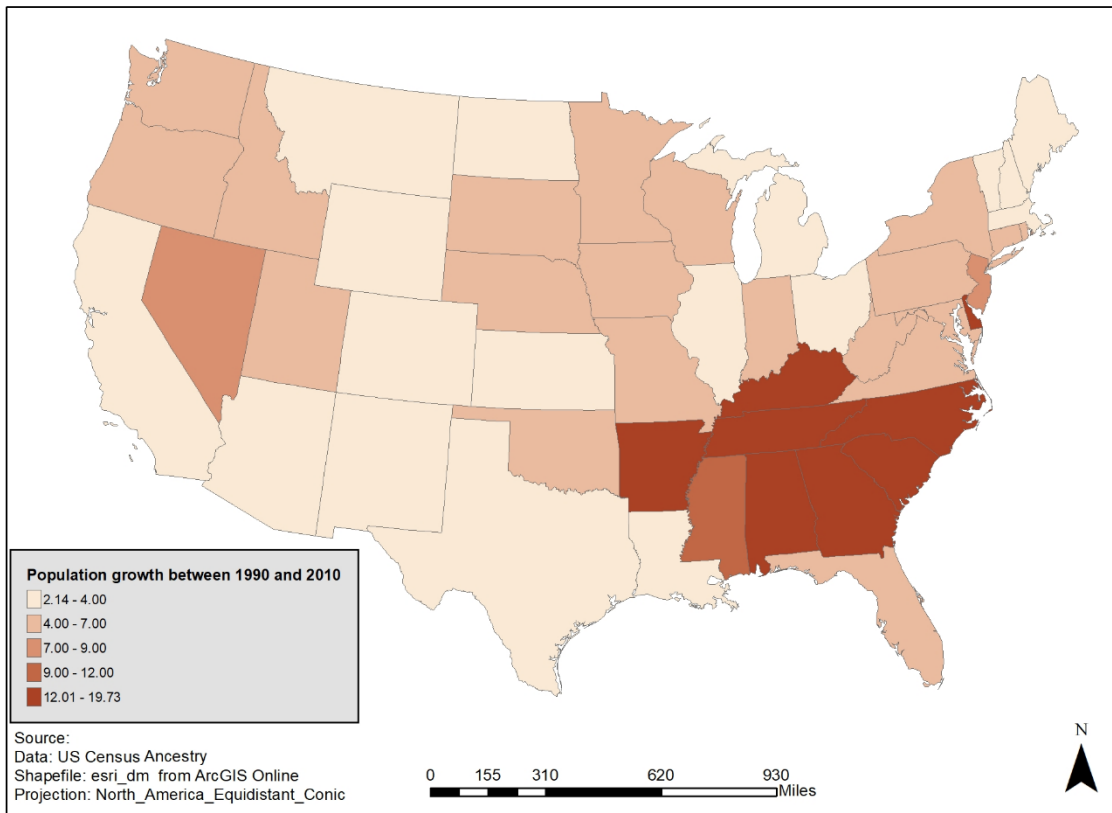 Population growth between 1990 and 2010
2.14 - 4.00
4.00 - 7.00
7.00 - 9.00
9.00 - 12.00
12.01 - 19.73
Source:
Data: US Census Ancestry
Shapefile: esri_dm from ArcGIS Online
Projection: North_America_Equidistant_Conic
0 155 310 620 930
Miles
N